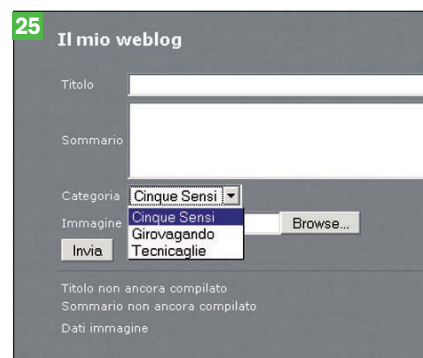 25
Il mio weblog
Titolo
Sommario
Categoria Cinque Sensi
Cinque Sensi
Girovagando
Tecnicaglie
Immagine Browse...
Invia
Titolo non ancora compilato
Sommario non ancora compilato
Dati immagine